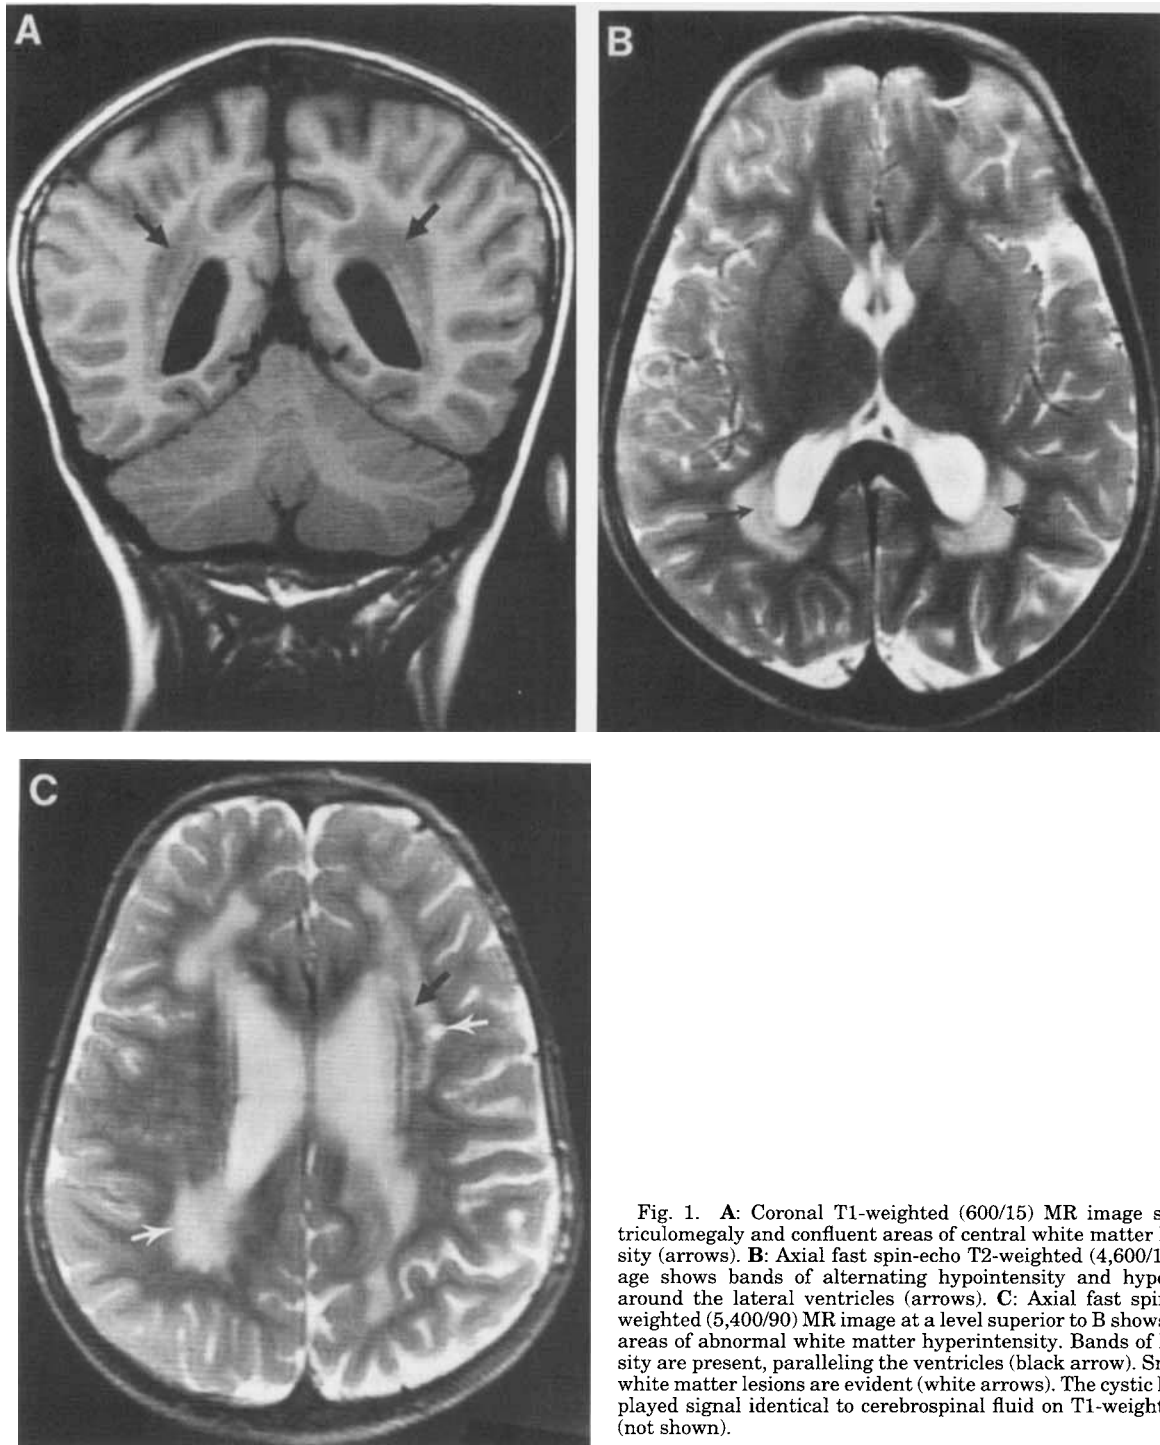 A
B
C
Fig. 1. A: Coronal T1-weighted (600/15) MR image s
triculomegaly and confluent areas of central white matter
sity (arrows). B: Axial fast spin-echo T2-weighted (4,600/1
age shows bands of alternating hypointensity and hype
around the lateral ventricles (arrows). C: Axial fast spi
weighted (5,400/90) MR image at a level superior to B shows
areas of abnormal white matter hyperintensity. Bands of
sity are present, paralleling the ventricles (black arrow). Sr
white matter lesions are evident (white arrows). The cystic
played signal identical to cerebrospinal fluid on T1-weight
(not shown).